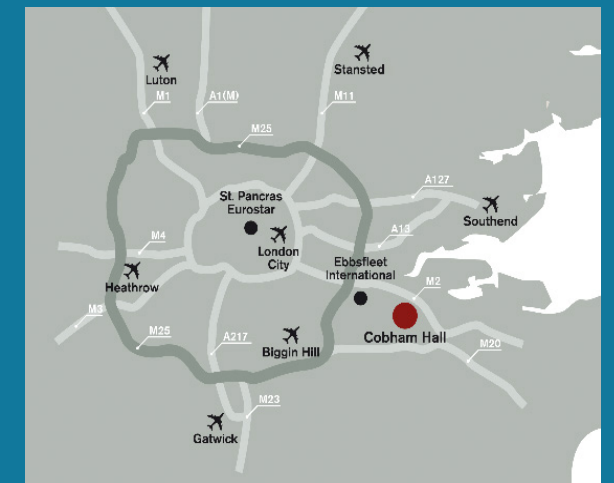 Luton
Stansted
M1
A1(M)
M11
M25
A127
St. Pancras
Eurostar
Southend
A13
M4
London
City
Ebbsfleet
International
Heathrow
M2
M3
Cobham Hall
M25
A217
Biggin Hill
M20
M23
Gatwick